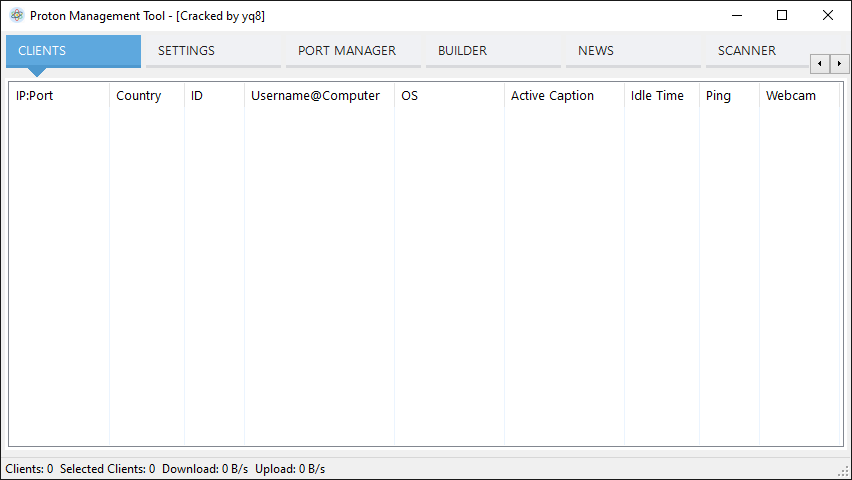 Proton Management Tool - [Cracked by yq8]
CLIENTS SETTINGS PORT MANAGER BUILDER NEWS SCANNER
IP:Port Country ID Username@Computer OS Active Caption Idle Time Ping Webcam
Clients: 0 Selected Clients: 0 Download: 0 B/s Upload: 0 B/s